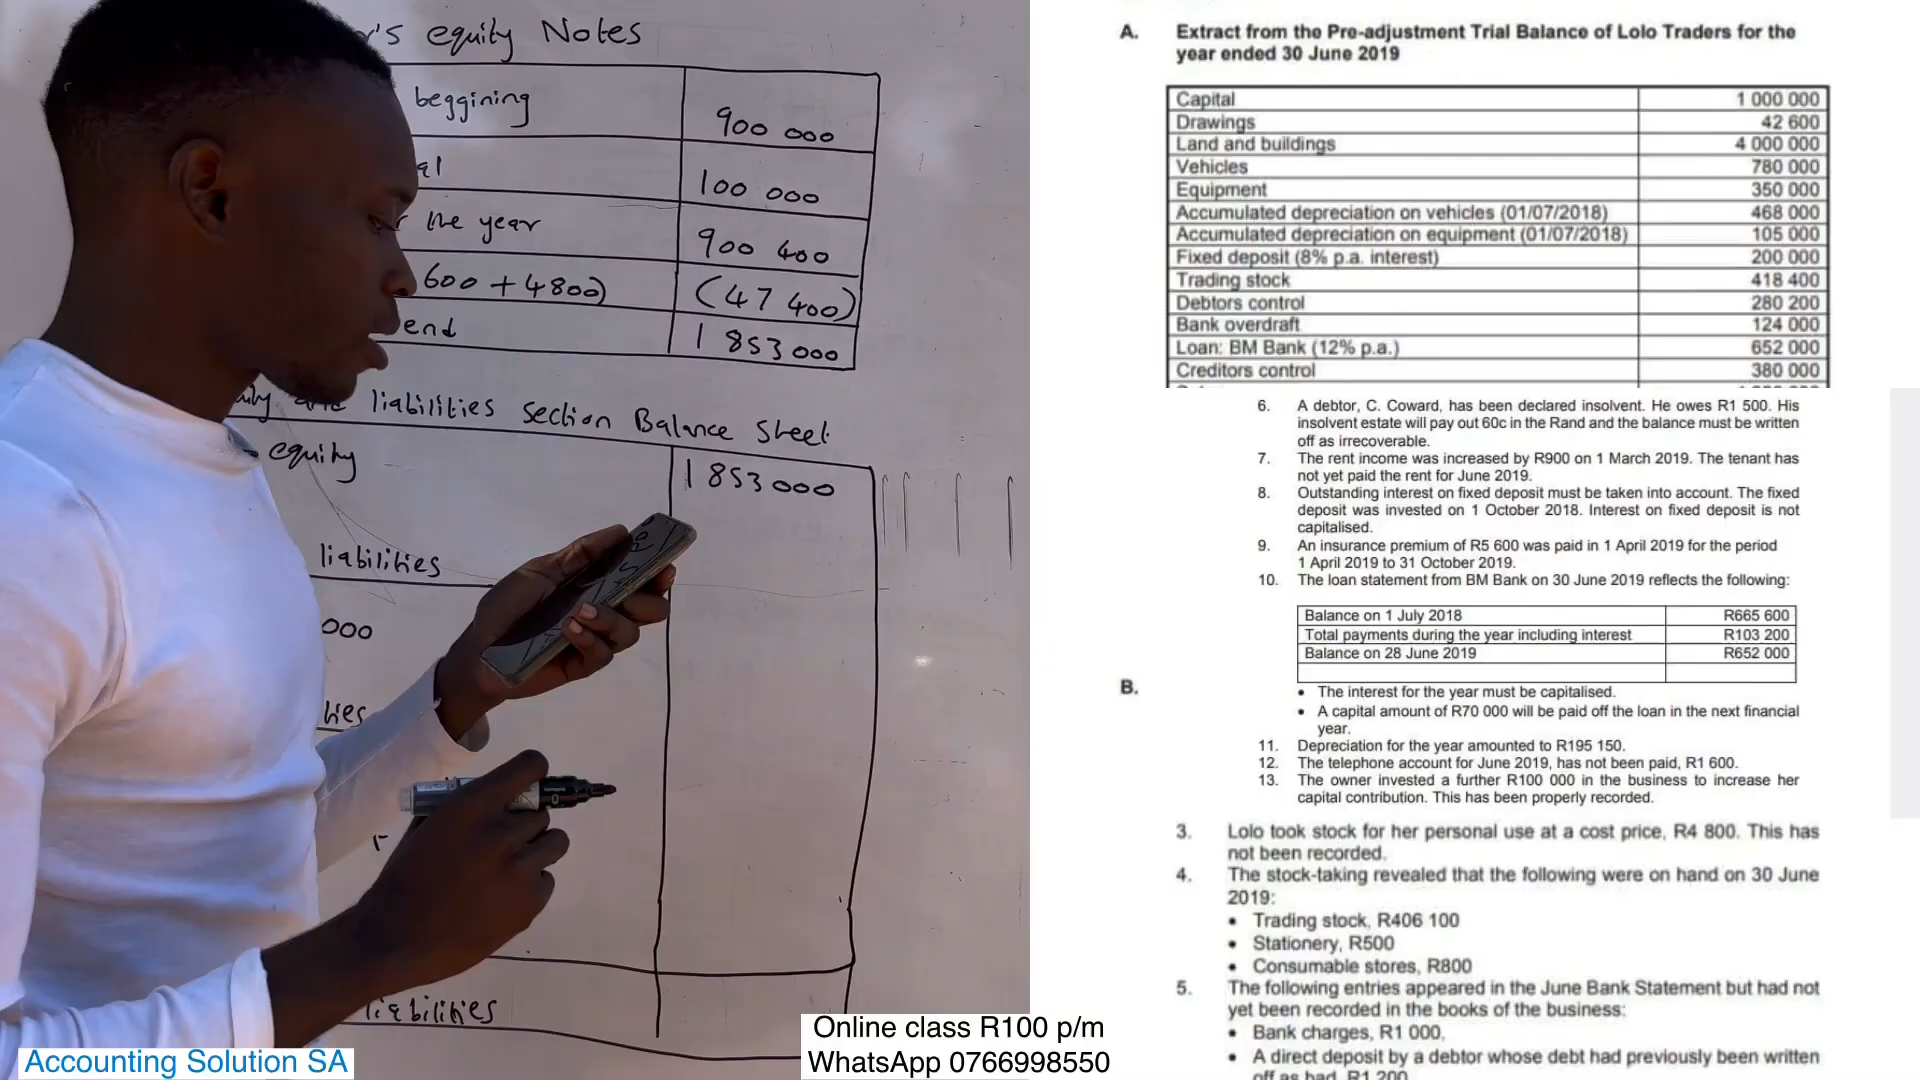 's equity Notes
beggining
900 000
al
100 000
the year
900 400
600 + 4800)
(47 400)
end
1 853 000
liabilities section Balance Sheet
equity
1 853 000
liabilities
000
ties
liabilities
Accounting Solution SA
Online class R100 p/m
WhatsApp 0766998550
A. Extract from the Pre-adjustment Trial Balance of Lolo Traders for the
year ended 30 June 2019
Capital 1 000 000
Drawings 42 600
Land and buildings 4 000 000
Vehicles 780 000
Equipment 350 000
Accumulated depreciation on vehicles (01/07/2018) 468 000
Accumulated depreciation on equipment (01/07/2018) 105 000
Fixed deposit (8% p.a. interest) 200 000
Trading stock 418 400
Debtors control 280 200
Bank overdraft 124 000
Loan: BM Bank (12% p.a.) 652 000
Creditors control 380 000
6. A debtor, C. Coward, has been declared insolvent. He owes R1 500. His
insolvent estate will pay out 60c in the Rand and the balance must be written
off as irrecoverable.
7. The rent income was increased by R900 on 1 March 2019. The tenant has
not yet paid the rent for June 2019.
8. Outstanding interest on fixed deposit must be taken into account. The fixed
deposit was invested on 1 October 2018. Interest on fixed deposit is not
capitalised.
9. An insurance premium of R5 600 was paid in 1 April 2019 for the period
1 April 2019 to 31 October 2019.
10. The loan statement from BM Bank on 30 June 2019 reflects the following:
Balance on 1 July 2018 R665 600
Total payments during the year including interest R103 200
Balance on 28 June 2019 R652 000
B.
• The interest for the year must be capitalised.
• A capital amount of R70 000 will be paid off the loan in the next financial
year.
11. Depreciation for the year amounted to R195 150.
12. The telephone account for June 2019, has not been paid, R1 600.
13. The owner invested a further R100 000 in the business to increase her
capital contribution. This has been properly recorded.
3. Lolo took stock for her personal use at a cost price, R4 800. This has
not been recorded.
4. The stock-taking revealed that the following were on hand on 30 June
2019:
• Trading stock, R406 100
• Stationery, R500
• Consumable stores, R800
5. The following entries appeared in the June Bank Statement but had not
yet been recorded in the books of the business:
• Bank charges, R1 000,
• A direct deposit by a debtor whose debt had previously been written
off as bad, R1 200